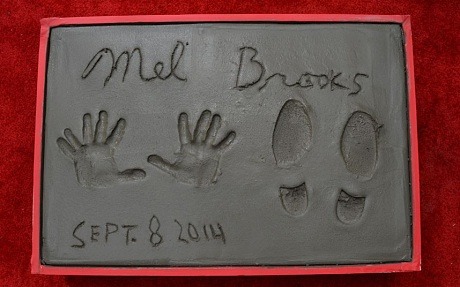 Mel Brooks
SEPT. 8 2014